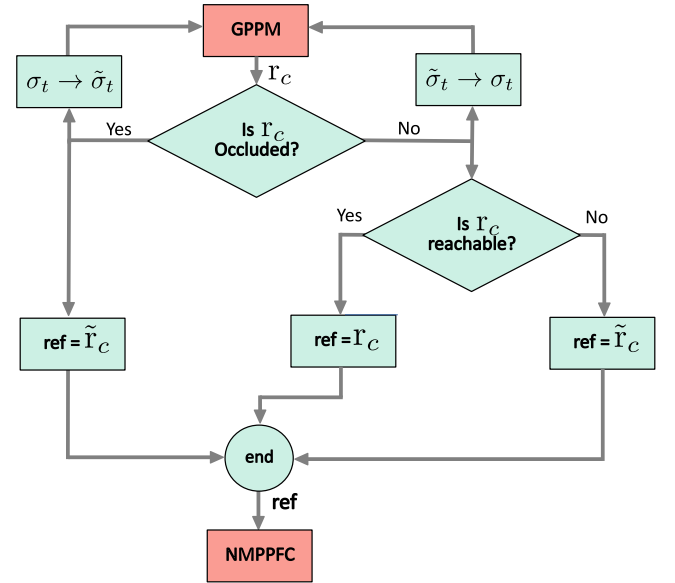 GPPM
r_c
σ_t → σ̃_t
σ̃_t → σ_t
Yes
Is r_c
Occluded?
No
Yes
Is r_c
reachable?
No
ref = r̃_c
ref = r_c
ref = r̃_c
end
ref
NMPPFC